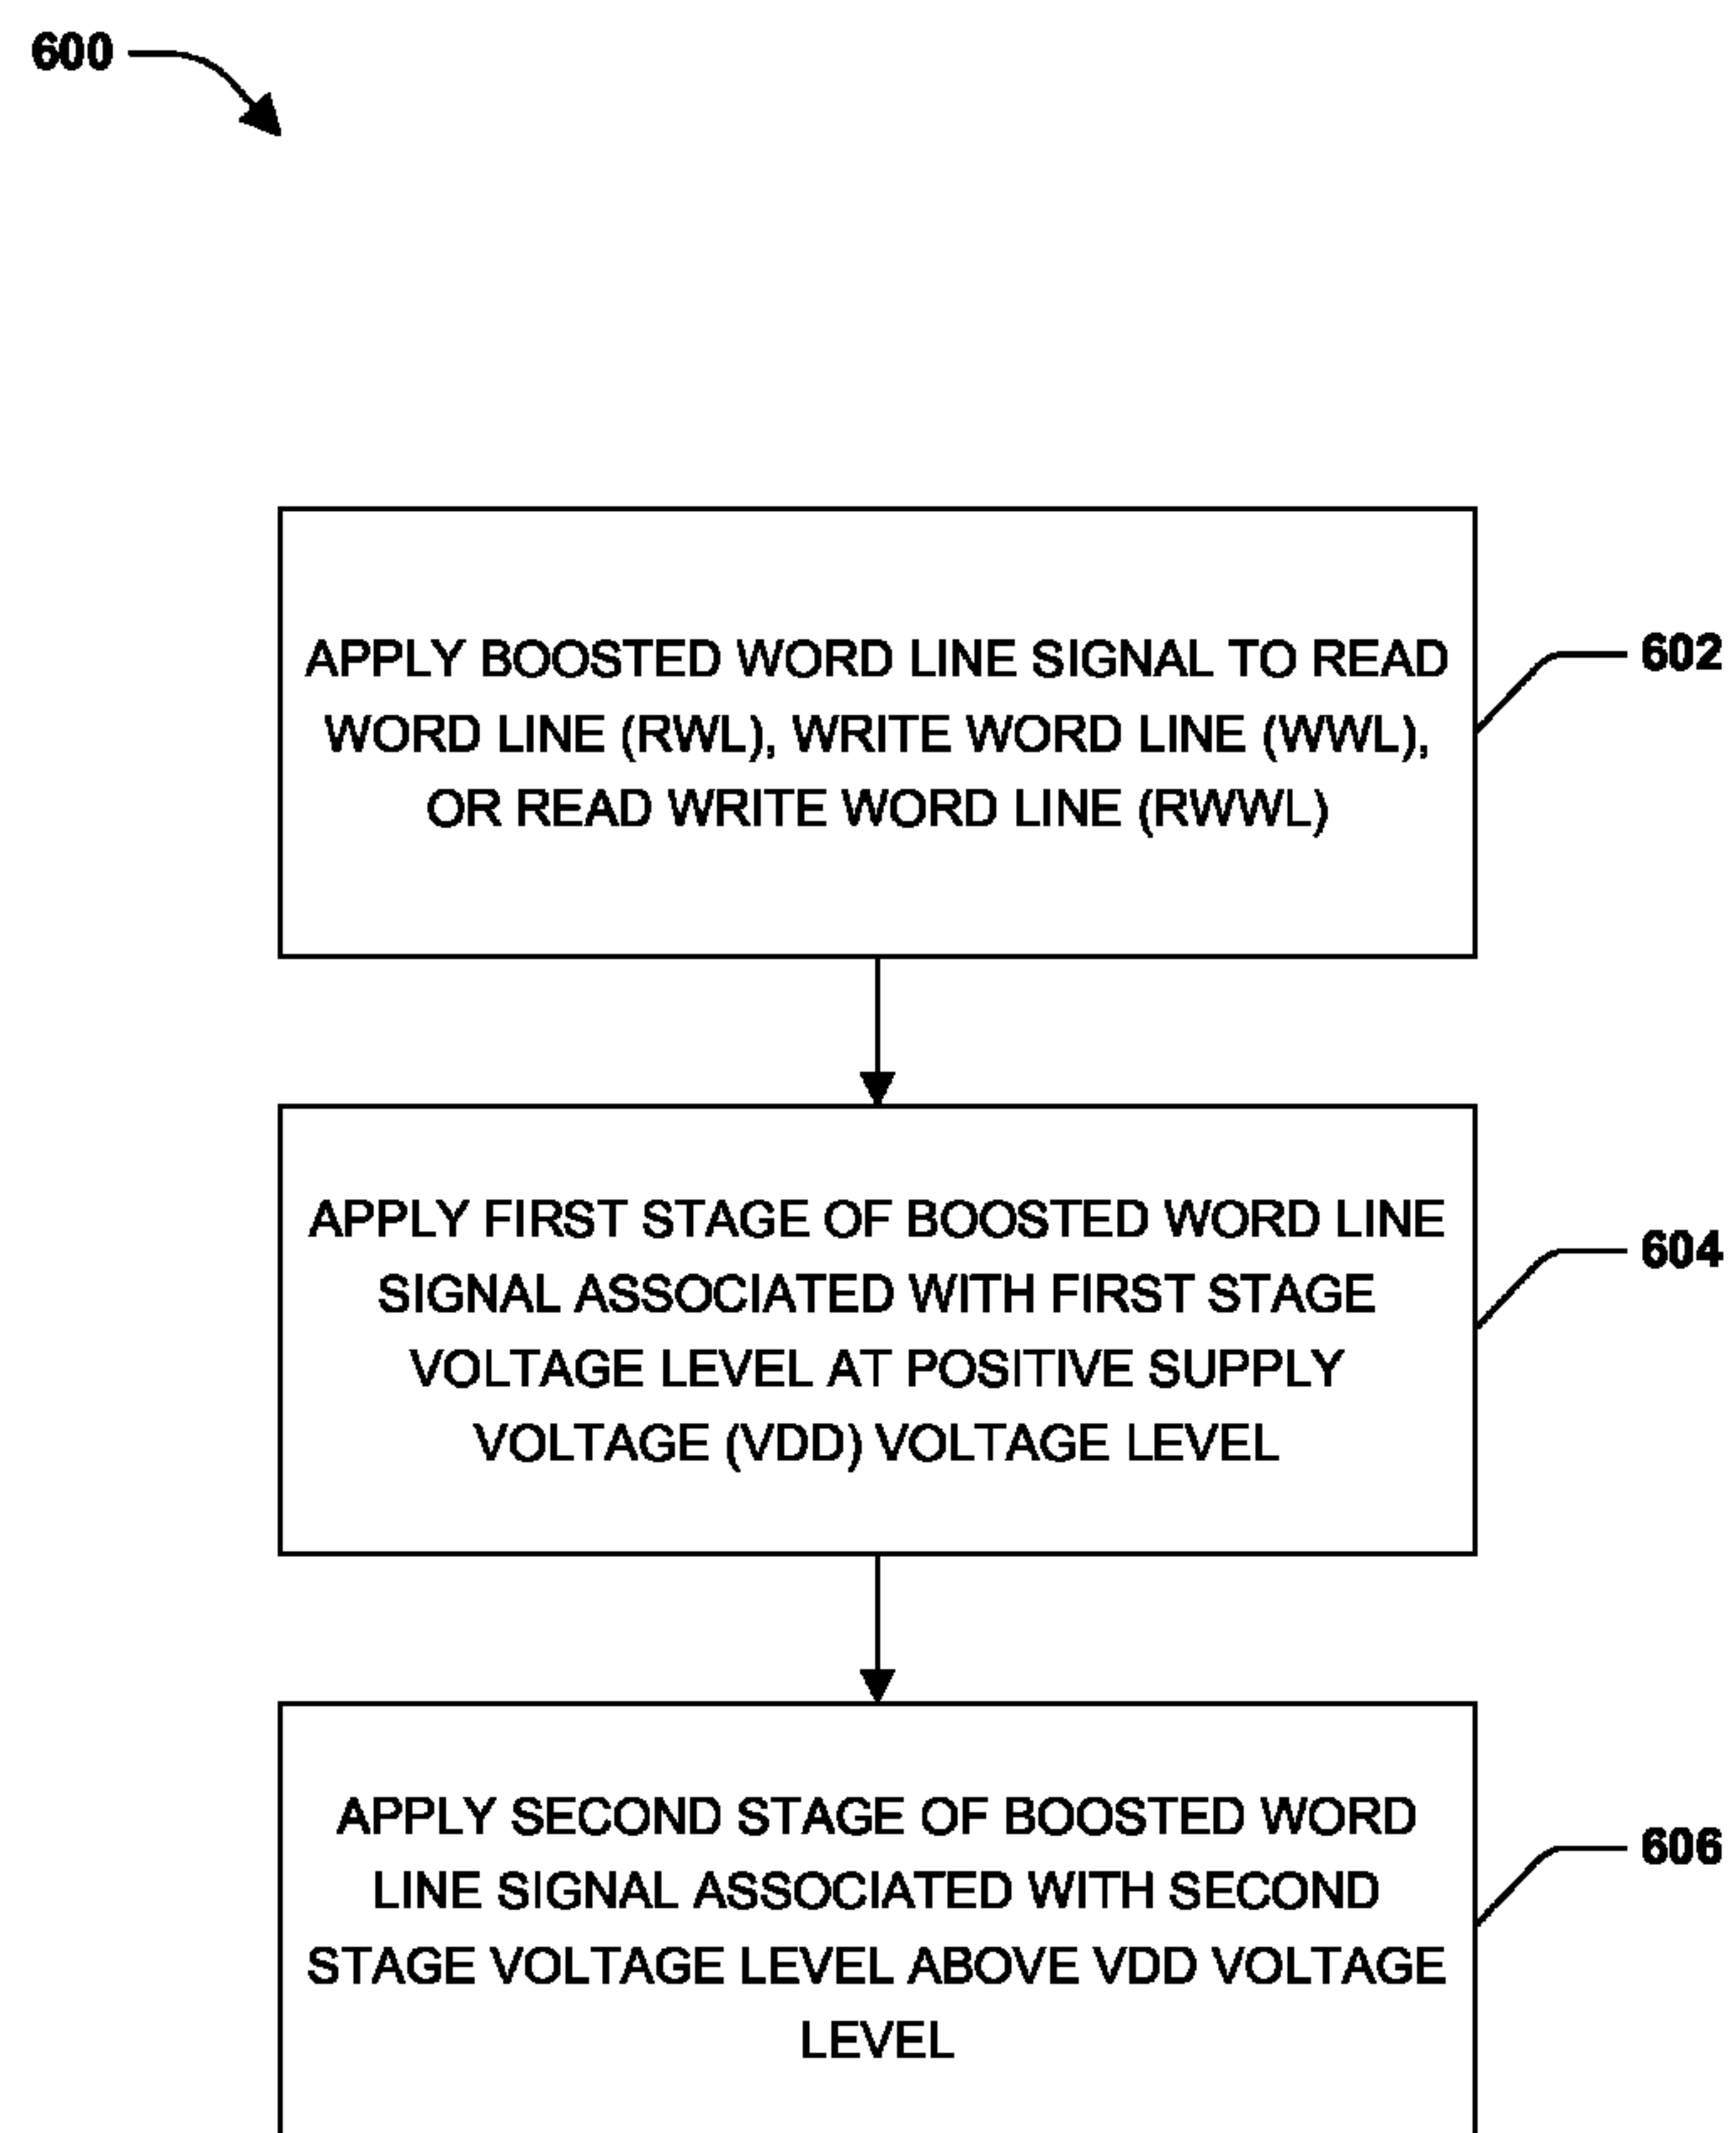 600
APPLY BOOSTED WORD LINE SIGNAL TO READ
WORD LINE (RWL), WRITE WORD LINE (WWL),
OR READ WRITE WORD LINE (RWWL)
602
APPLY FIRST STAGE OF BOOSTED WORD LINE
SIGNAL ASSOCIATED WITH FIRST STAGE
VOLTAGE LEVEL AT POSITIVE SUPPLY
VOLTAGE (VDD) VOLTAGE LEVEL
604
APPLY SECOND STAGE OF BOOSTED WORD
LINE SIGNAL ASSOCIATED WITH SECOND
STAGE VOLTAGE LEVEL ABOVE VDD VOLTAGE
LEVEL
606